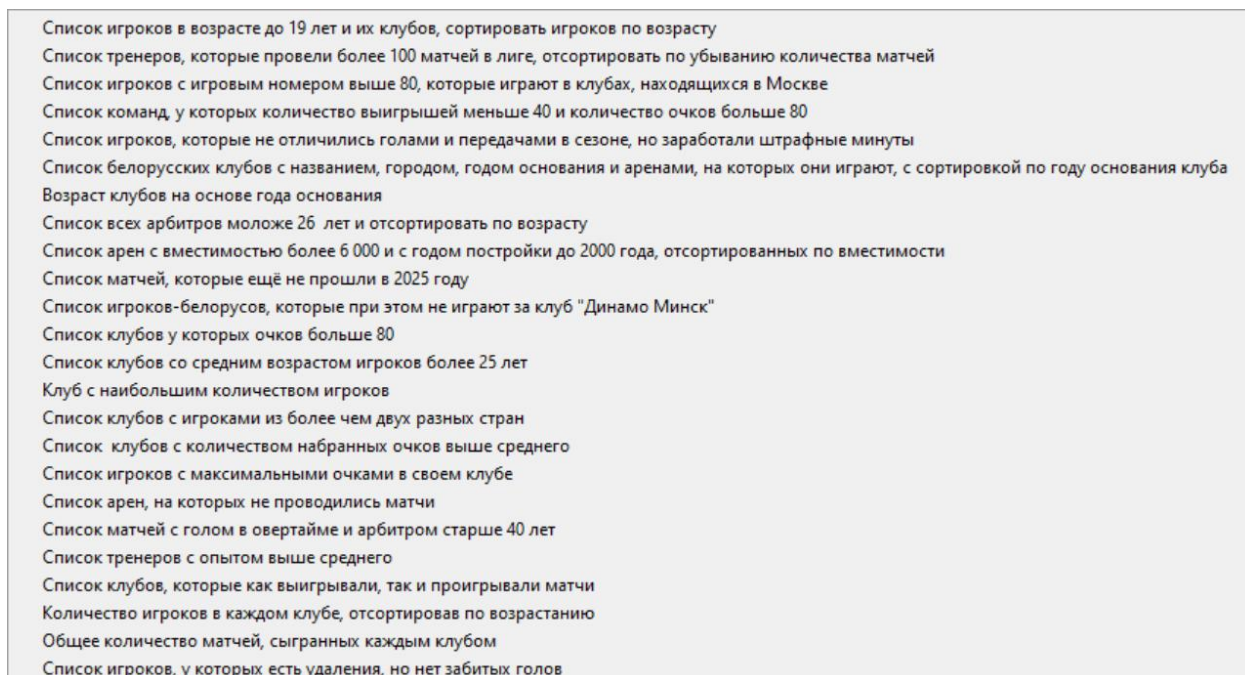 Список игроков в возрасте до 19 лет и их клубов, сортировать игроков по возрасту
Список тренеров, которые провели более 100 матчей в лиге, отсортировать по убыванию количества матчей
Список игроков с игровым номером выше 80, которые играют в клубах, находящихся в Москве
Список команд, у которых количество выигрышей меньше 40 и количество очков больше 80
Список игроков, которые не отличились голами и передачами в сезоне, но заработали штрафные минуты
Список белорусских клубов с названием, городом, годом основания и аренами, на которых они играют, с сортировкой по году основания клуба
Возраст клубов на основе года основания
Список всех арбитров моложе 26  лет и отсортировать по возрасту
Список арен с вместимостью более 6 000 и с годом постройки до 2000 года, отсортированных по вместимости
Список матчей, которые ещё не прошли в 2025 году
Список игроков-белорусов, которые при этом не играют за клуб "Динамо Минск"
Список клубов у которых очков больше 80
Список клубов со средним возрастом игроков более 25 лет
Клуб с наибольшим количеством игроков
Список клубов с игроками из более чем двух разных стран
Список  клубов с количеством набранных очков выше среднего
Список игроков с максимальными очками в своем клубе
Список арен, на которых не проводились матчи
Список матчей с голом в овертайме и арбитром старше 40 лет
Список тренеров с опытом выше среднего
Список клубов, которые как выигрывали, так и проигрывали матчи
Количество игроков в каждом клубе, отсортировав по возрастанию
Общее количество матчей, сыгранных каждым клубом
Список игроков, у которых есть удаления, но нет забитых голов